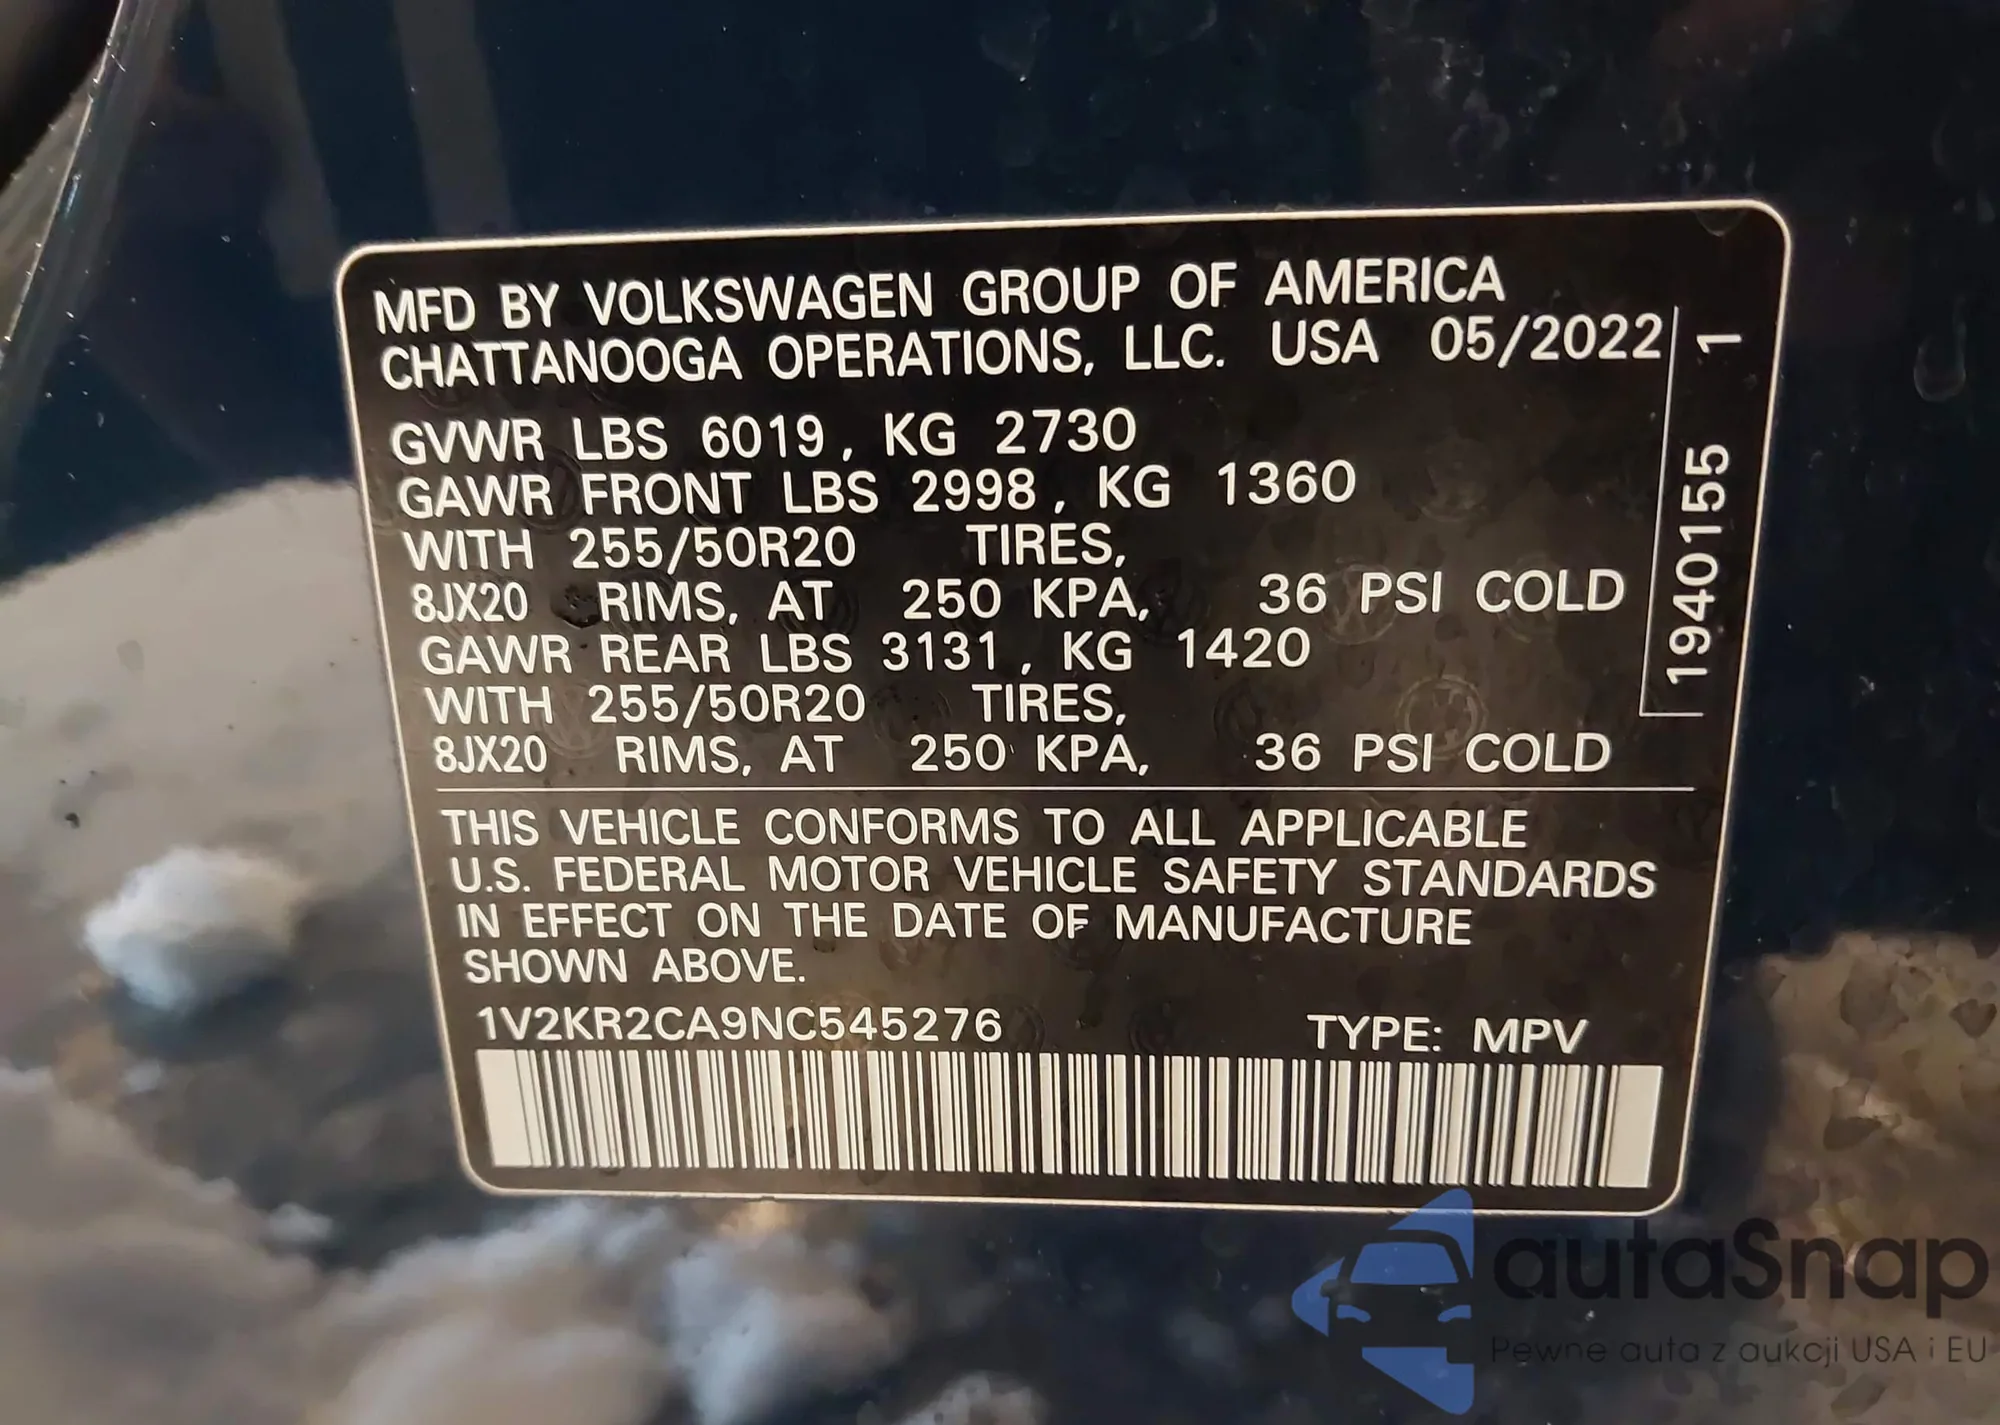 MFD BY VOLKSWAGEN GROUP OF AMERICA
CHATTANOOGA OPERATIONS, LLC. USA 05/2022
GVWR LBS 6019, KG 2730
GAWR FRONT LBS 2998, KG 1360
WITH 255/50R20 TIRES,
8JX20 RIMS, AT 250 KPA, 36 PSI COLD
GAWR REAR LBS 3131, KG 1420
WITH 255/50R20 TIRES,
8JX20 RIMS, AT 250 KPA, 36 PSI COLD
1940155 1
THIS VEHICLE CONFORMS TO ALL APPLICABLE
U.S. FEDERAL MOTOR VEHICLE SAFETY STANDARDS
IN EFFECT ON THE DATE OF MANUFACTURE
SHOWN ABOVE.
1V2KR2CA9NC545276 TYPE: MPV
autaSnap
Pewne auta z aukcji USA i EU